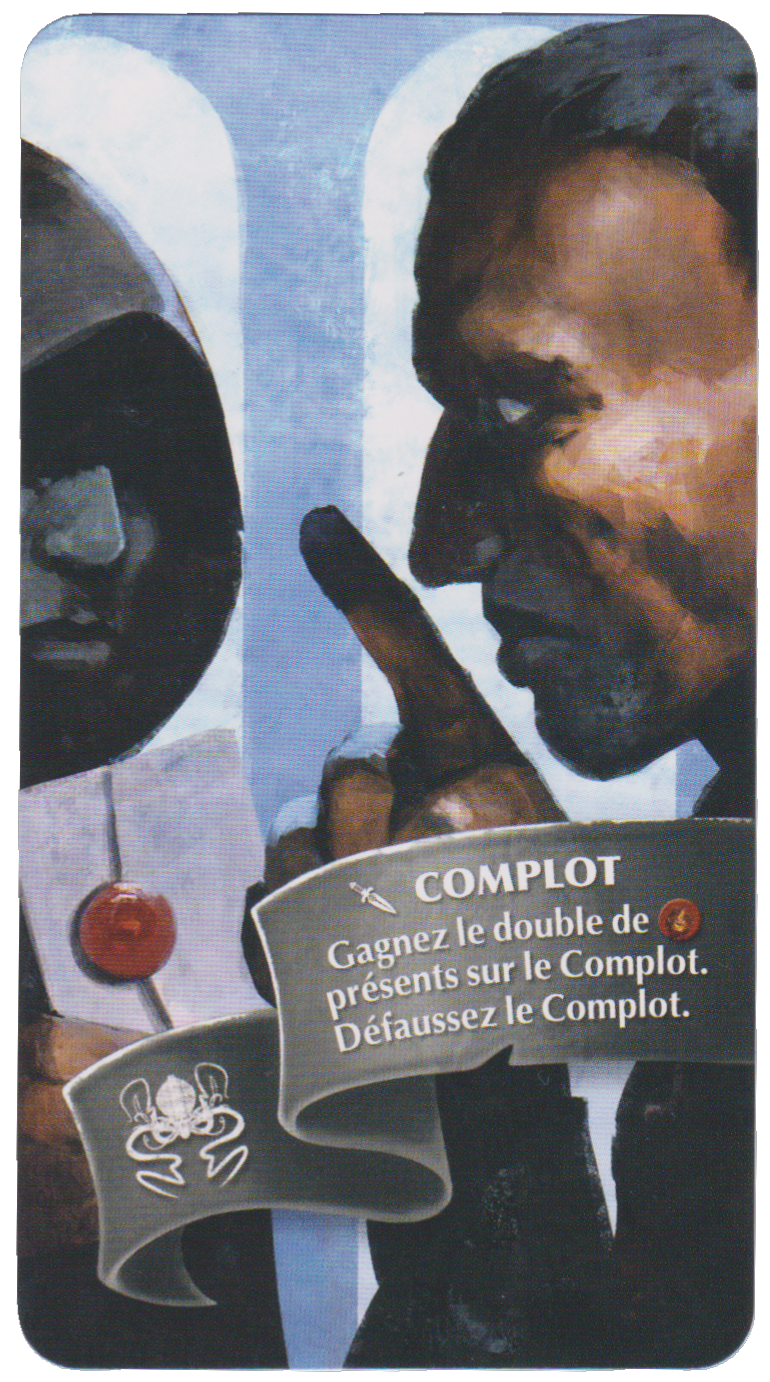 COMPLOT
Gagnez le double de
présents sur le Complot.
Défaussez le Complot.